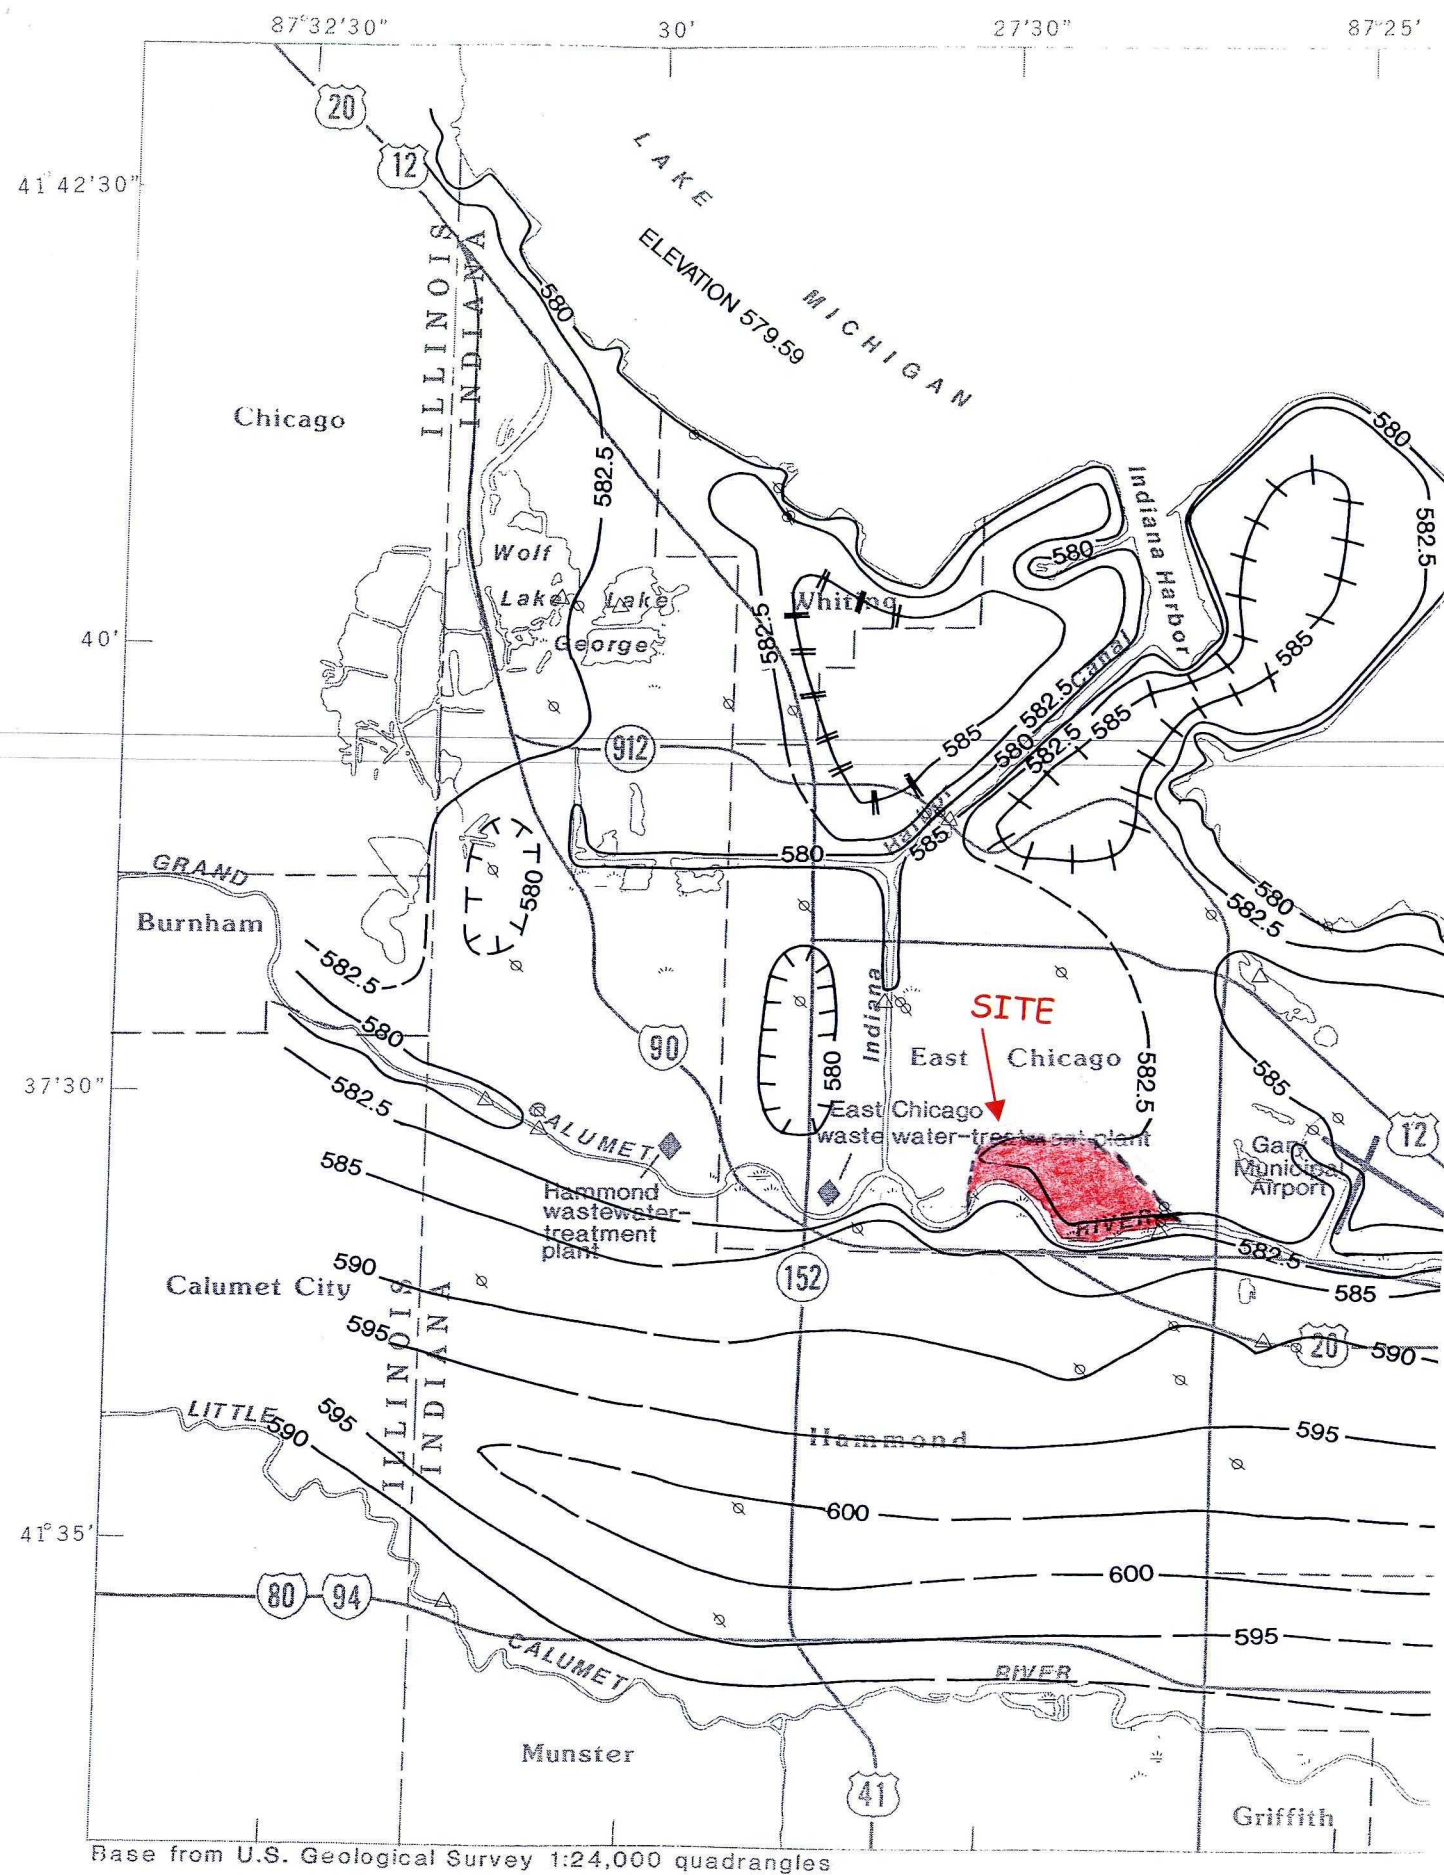 87°32'30" 30' 27'30" 87°25'
20
12
41°42'30"
LAKE
MICHIGAN
ELEVATION 579.59
ILLINOIS
INDIANA
580
Chicago
582.5
580
582.5
Indiana Harbor
580
Wolf
Lake
Lake
George
Whiting
582.5
40'
585
Canal
582.5
585
580
582.5
585
912
Harbor
585
580
GRAND
580
580
582.5
Burnham
582.5
Indiana
SITE
580
90
East Chicago
580
582.5
585
37'30"
582.5
East Chicago
waste water-treatment plant
12
CALUMET
Gary
Municipal
Airport
585
Hammond
wastewater-
treatment
plant
RIVER
582.5
590
152
585
Calumet City
ILLINOIS
INDIANA
595
20
590
LITTLE
590
595
Hammond
595
600
41°35'
600
80
94
595
CALUMET
RIVER
Munster
41
Griffith
Base from U.S. Geological Survey 1:24,000 quadrangles